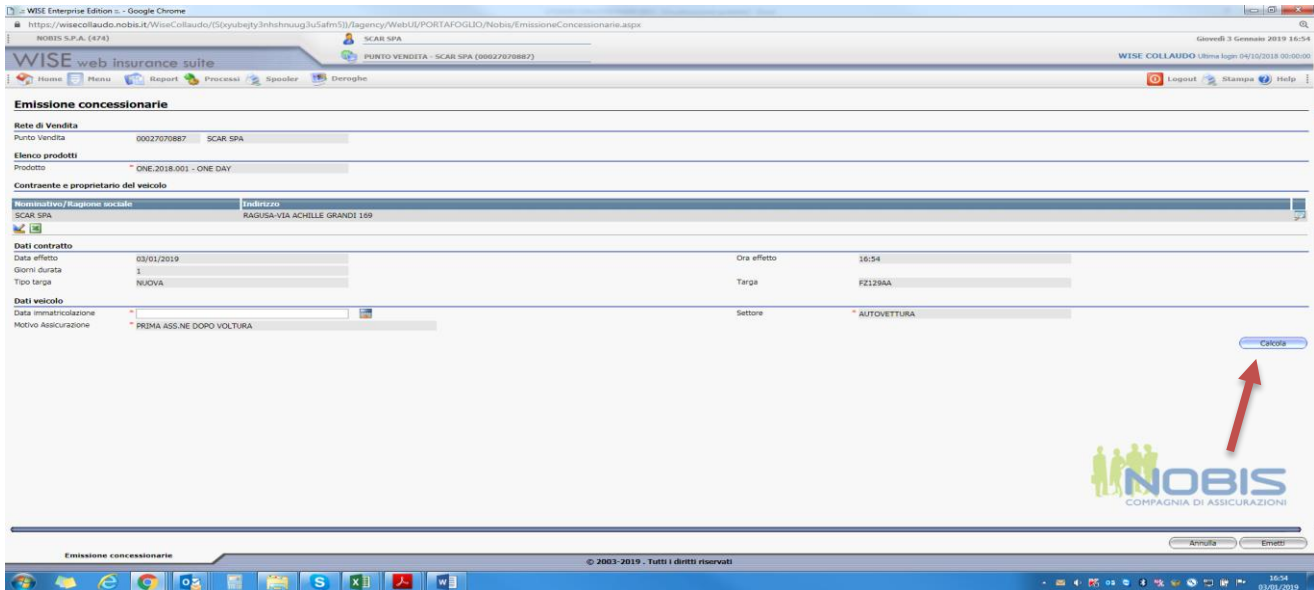 .:: WISE Enterprise Edition ::. - Google Chrome
https://wisecollaudo.nobis.it/WiseCollaudo/(S(xyubejty3nhshnuug3u5afm5))/Iagency/WebUI/PORTAFOGLIO/Nobis/EmissioneConcessionarie.aspx
NOBIS S.P.A. (474) SCAR SPA Giovedì 3 Gennaio 2019 16:54
WISE web insurance suite PUNTO VENDITA - SCAR SPA (00027070887) WISE COLLAUDO Ultima login 04/10/2018 00:00:00
Home Menu Report Processi Spooler Deroghe Logout Stampa Help
Emissione concessionarie
Rete di Vendita
Punto Vendita 00027070887 SCAR SPA
Elenco prodotti
Prodotto * ONE.2018.001 - ONE DAY
Contraente e proprietario del veicolo
Nominativo/Ragione sociale Indirizzo
SCAR SPA RAGUSA-VIA ACHILLE GRANDI 169
Dati contratto
Data effetto 03/01/2019 Ora effetto 16:54
Giorni durata 1
Tipo targa NUOVA Targa FZ129AA
Dati veicolo
Data immatricolazione * Settore * AUTOVETTURA
Motivo Assicurazione * PRIMA ASS.NE DOPO VOLTURA
Calcola
NOBIS
COMPAGNIA DI ASSICURAZIONI
Annulla Emetti
Emissione concessionarie
© 2003-2019 . Tutti i diritti riservati
16:54
03/01/2019